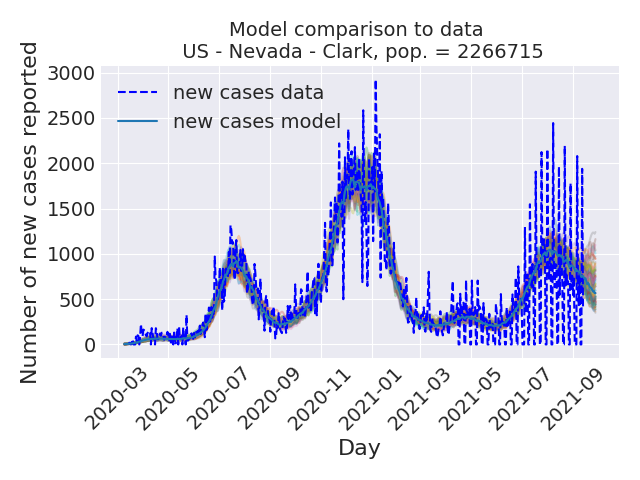 Model comparison to data
US - Nevada - Clark, pop. = 2266715
Number of new cases reported
3000
2500
2000
1500
1000
500
0
new cases data
new cases model
2020-03
2020-05
2020-07
2020-09
2020-11
2021-01
2021-03
2021-05
2021-07
2021-09
Day